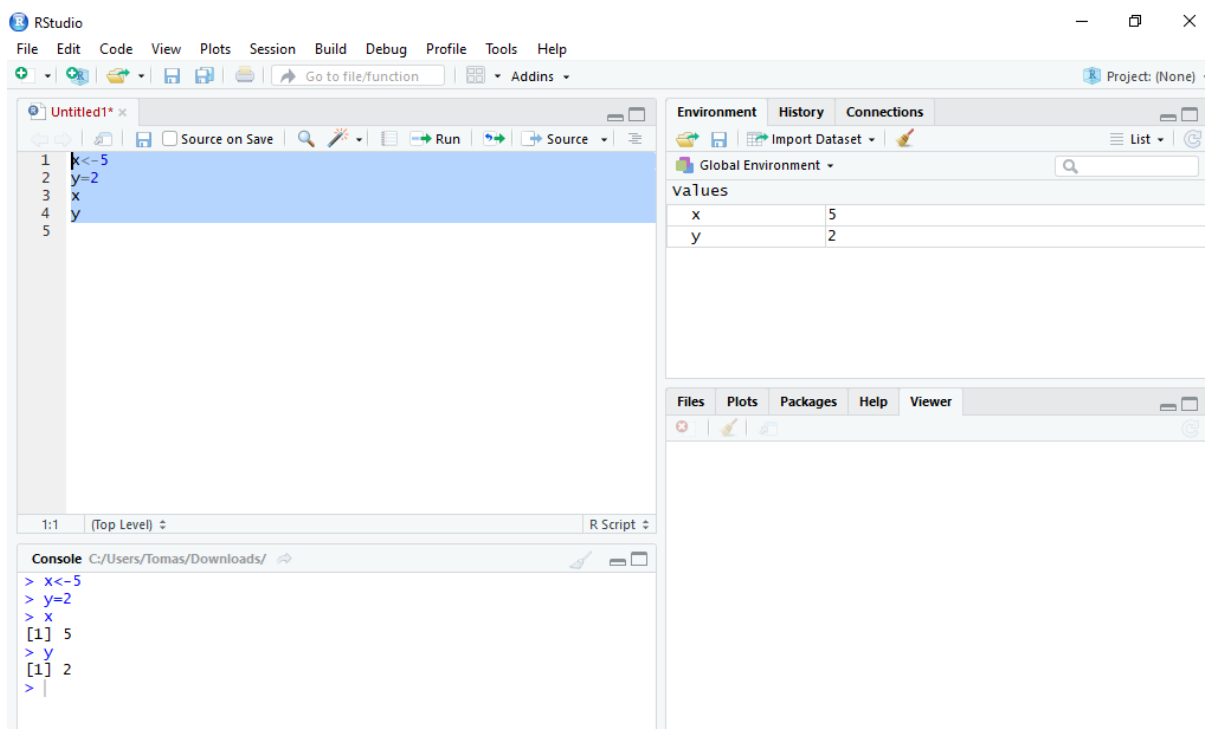 RStudio
File Edit Code View Plots Session Build Debug Profile Tools Help
Go to file/function Addins Project: (None)
Untitled1*
Source on Save Run Source
1 x<-5
2 y=2
3 x
4 y
5
1:1 (Top Level) R Script
Console C:/Users/Tomas/Downloads/
> x<-5
> y=2
> x
[1] 5
> y
[1] 2
>
Environment History Connections
Import Dataset List
Global Environment
values
x 5
y 2
Files Plots Packages Help Viewer